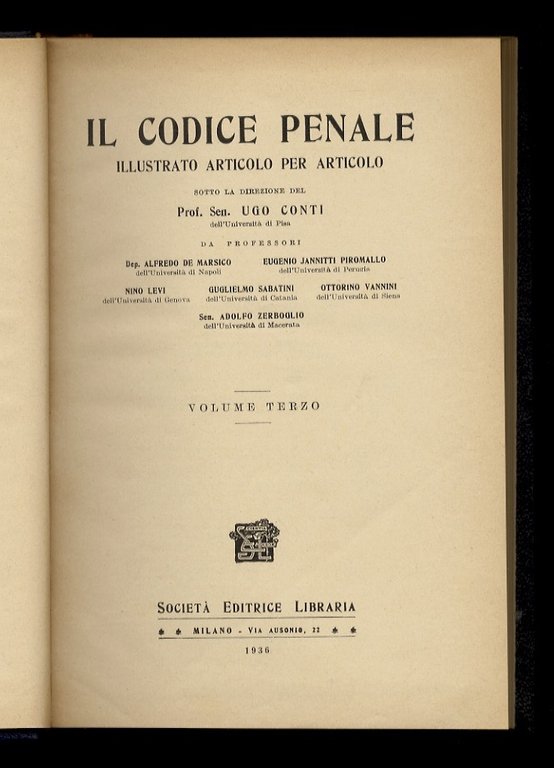 IL CODICE PENALE
ILLUSTRATO ARTICOLO PER ARTICOLO
SOTTO LA DIREZIONE DEL
Prof. Sen. UGO CONTI
dell'Università di Pisa
DA PROFESSORI
Dep. ALFREDO DE MARSICO EUGENIO JANNITTI PIROMALLO
dell'Università di Napoli dell'Università di Perugia
NINO LEVI GUGLIELMO SABATINI OTTORINO VANNINI
dell'Università di Genova dell'Università di Catania dell'Università di Siena
Sen. ADOLFO ZERBOGLIO
dell'Università di Macerata
VOLUME TERZO
SOCIETÀ EDITRICE LIBRARIA
MILANO - VIA AUSONIO, 22
1936